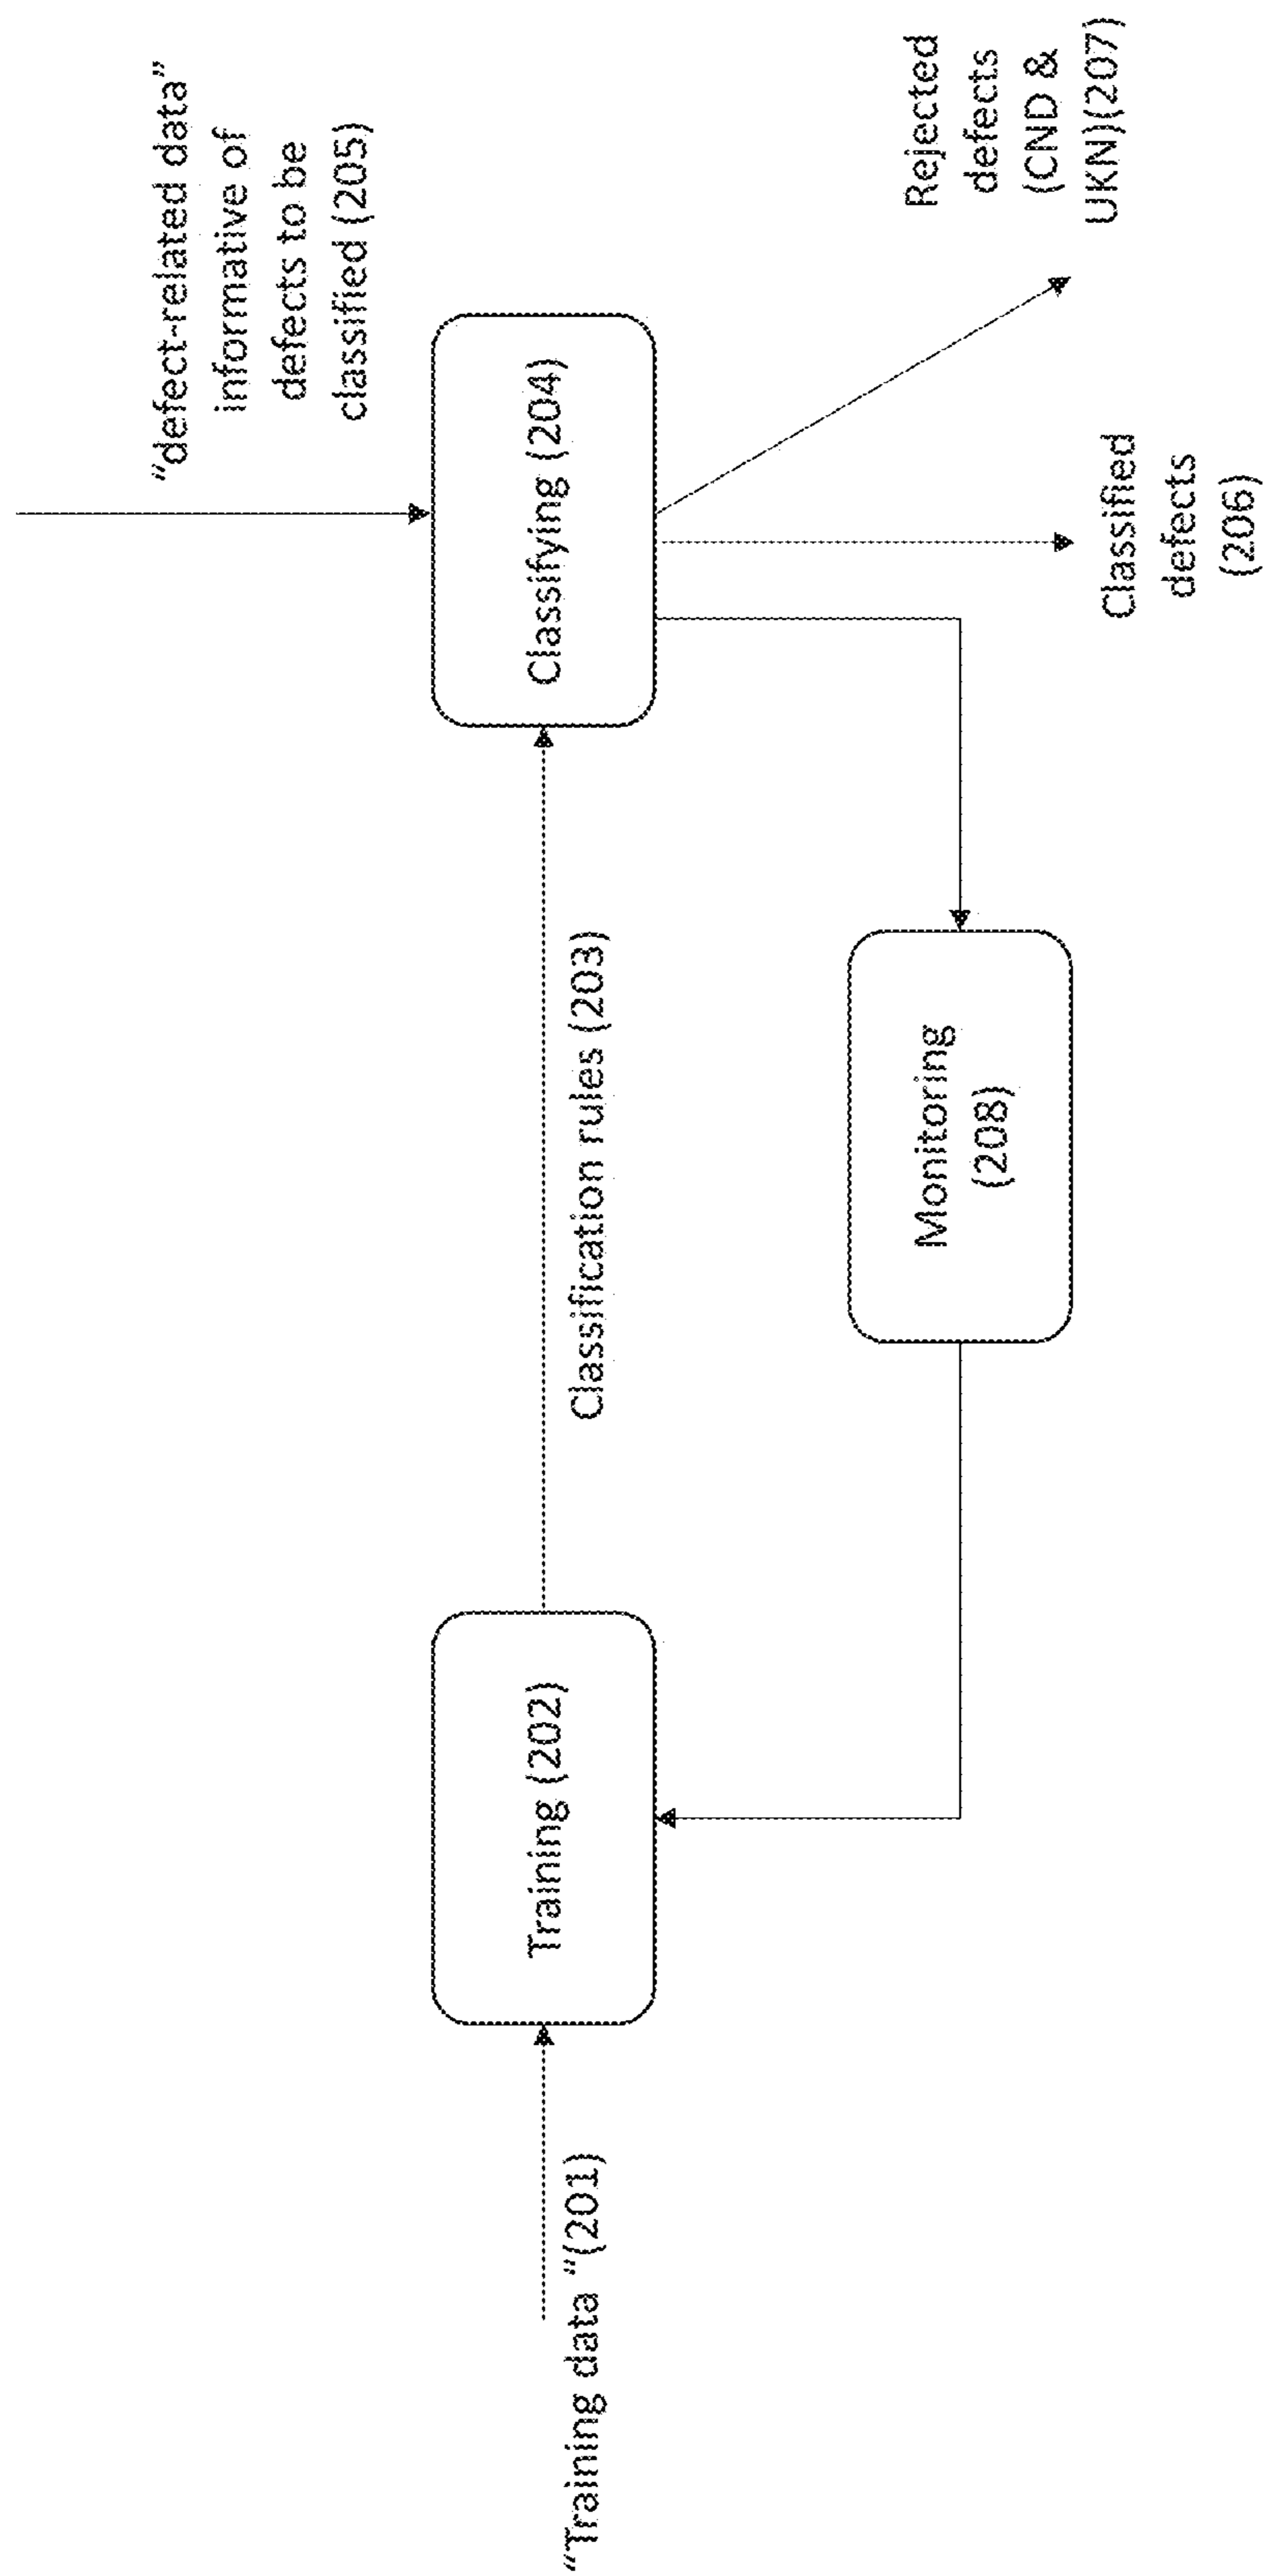 "defect-related data"
informative of
defects to be
classified (205)
Training (202)
Classification rules (203)
Classifying (204)
"Training data "(201)
Monitoring
(208)
Classified
defects
(206)
Rejected
defects
(CND &
UKN)(207)